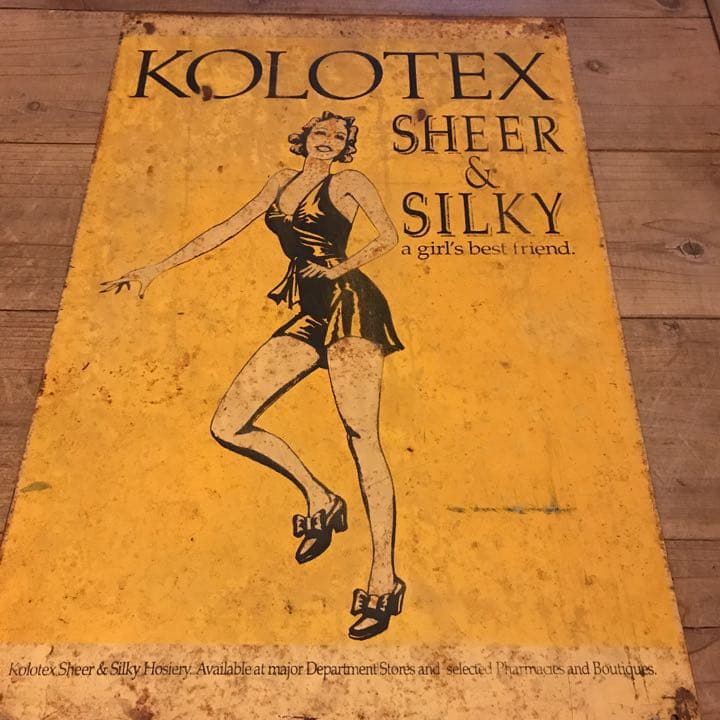 KOLOTEX
SHEER
&
SILKY
a girl's best friend.
Kolotex Sheer & Silky Hosiery. Available at major Department Stores and selected Pharmacies and Boutiques.